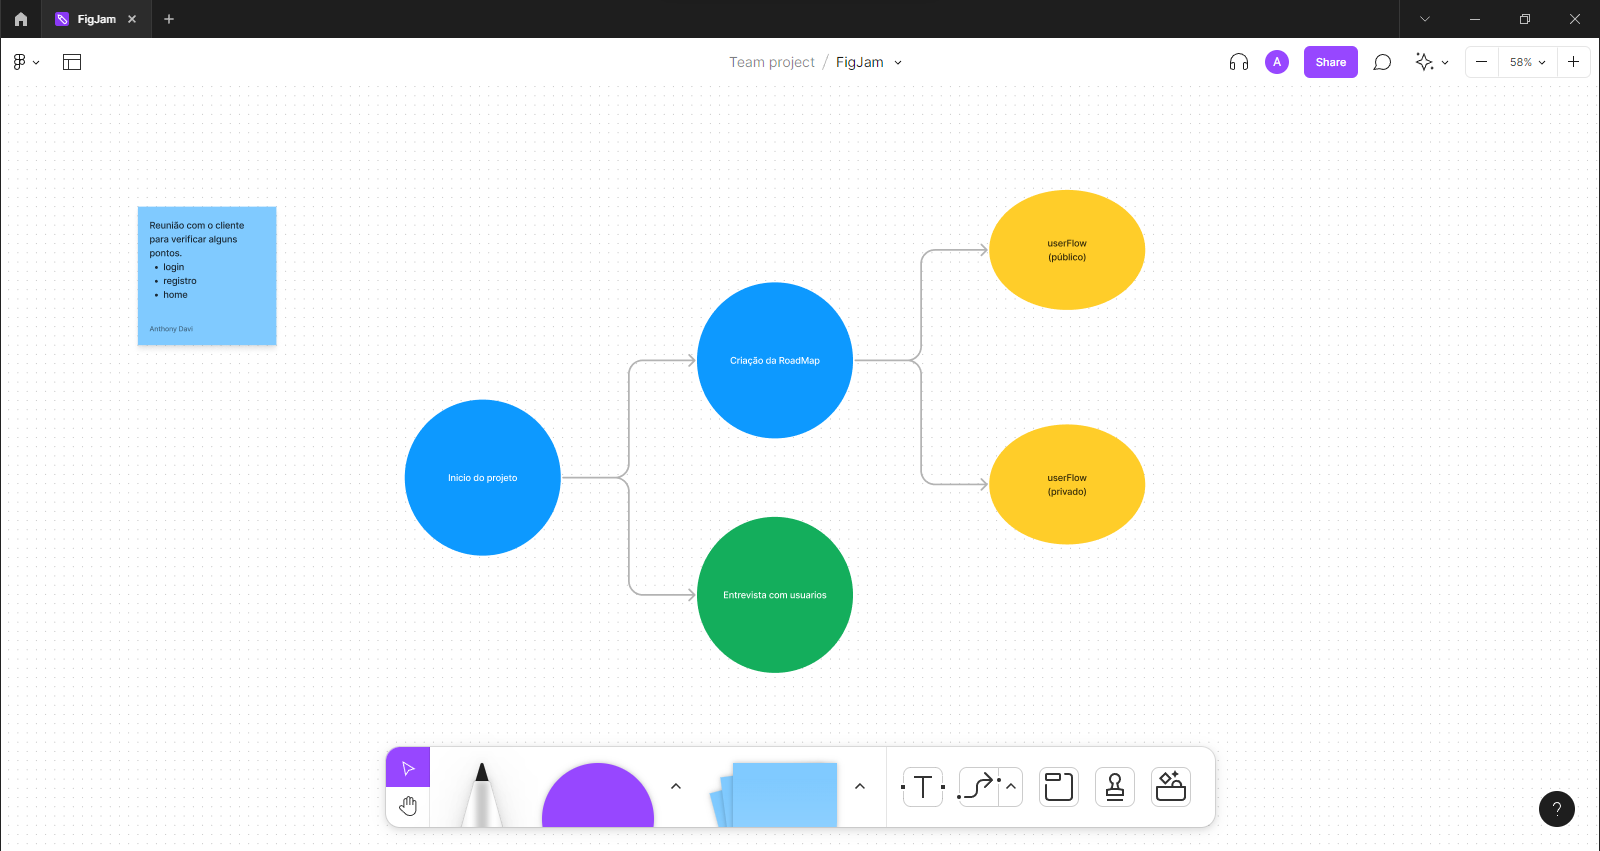 FigJam
Team project / FigJam
A
Share
58%
Reunião com o cliente
para verificar alguns
pontos.
• login
• registro
• home
Anthony Davi
userFlow
(público)
Criação da RoadMap
Inicio do projeto
userFlow
(privado)
Entrevista com usuarios
T
?